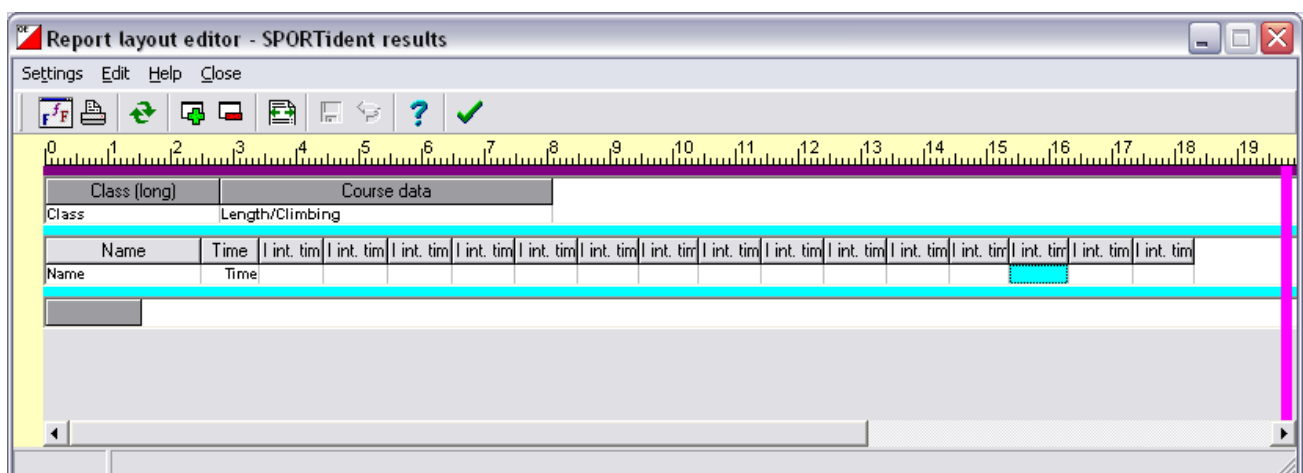 OE Report layout editor - SPORTident results
Settings Edit Help Close
0 1 2 3 4 5 6 7 8 9 10 11 12 13 14 15 16 17 18 19
Class (long) Course data
Class Length/Climbing
Name Time l int. tim l int. tim l int. tim l int. tim l int. tim l int. tim l int. tim l int. tim l int. tim l int. tim l int. tim l int. tim l int. tim l int. tim l int. tim
Name Time